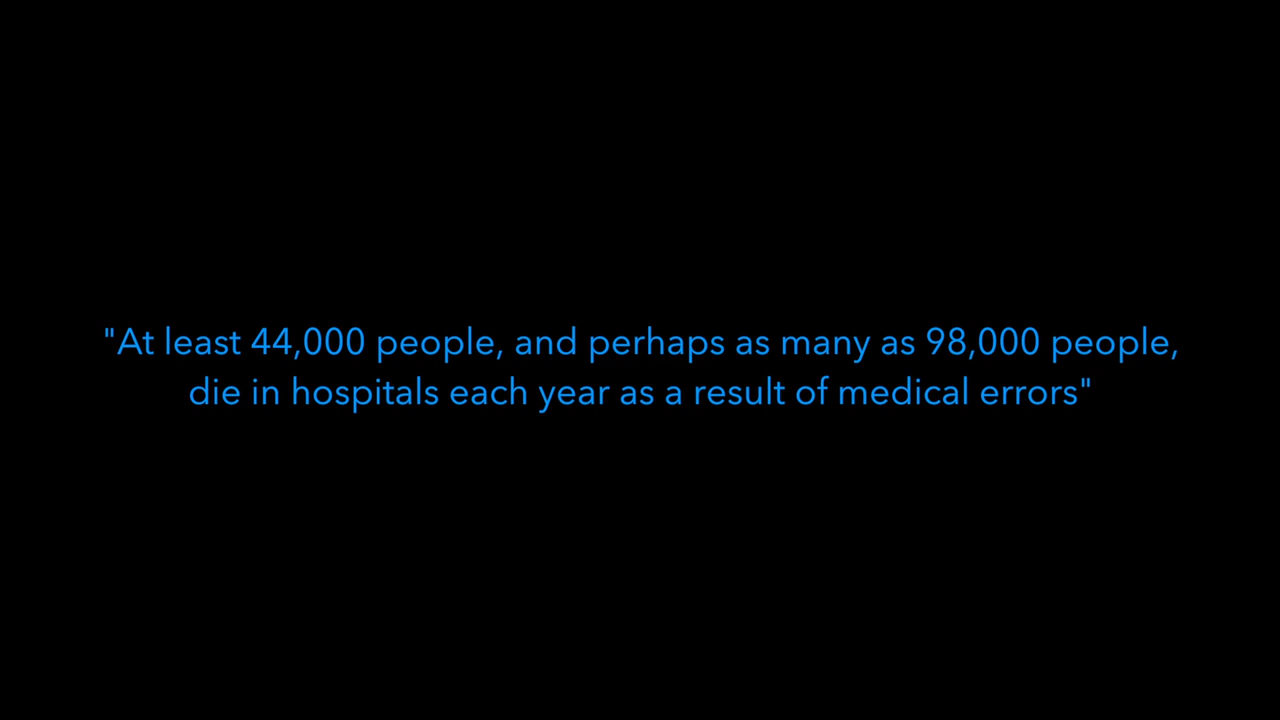 "At least 44,000 people, and perhaps as many as 98,000 people,
die in hospitals each year as a result of medical errors"